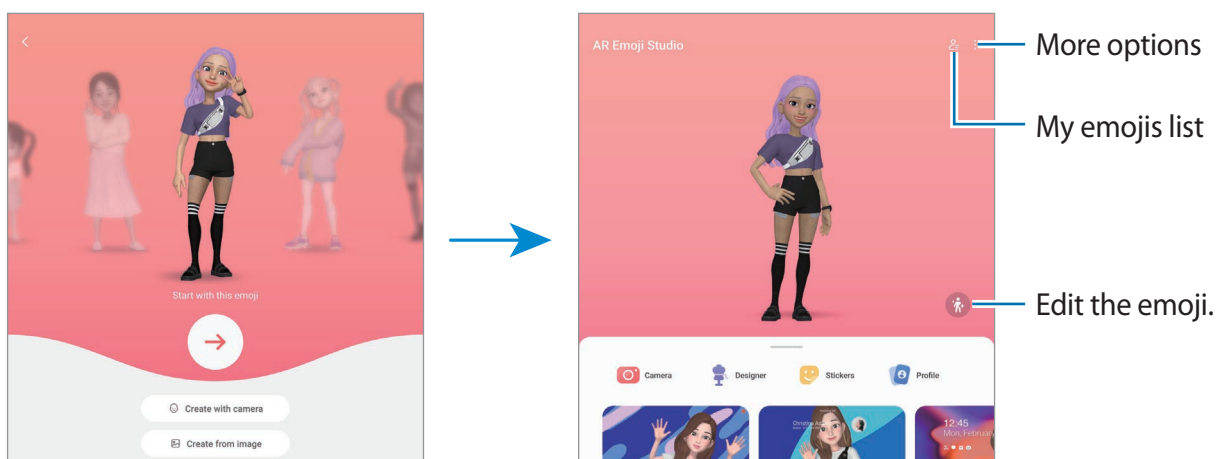 Start with this emoji
Create with camera
Create from image
AR Emoji Studio
More options
My emojis list
Edit the emoji.
Camera
Designer
Stickers
Profile
12:45